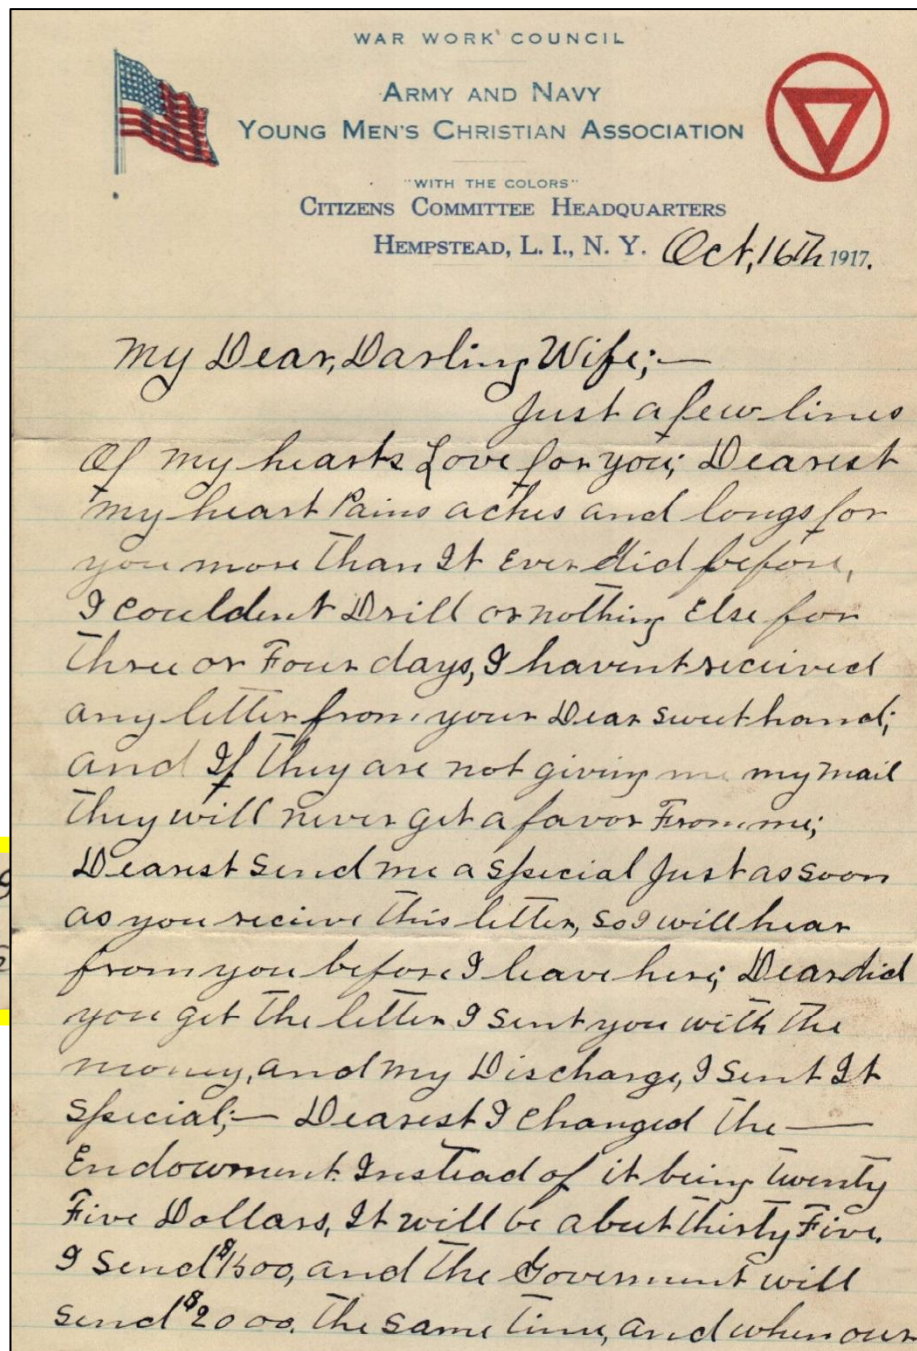 WAR WORK COUNCIL
ARMY AND NAVY
YOUNG MEN'S CHRISTIAN ASSOCIATION
"WITH THE COLORS"
CITIZENS COMMITTEE HEADQUARTERS
HEMPSTEAD, L. I., N. Y. Oct, 16th 1917.
My Dear, Darling Wife;—
Just a few lines
Of my hearts Love for you; Dearest
my heart Pains aches and longs for
you more than It Ever did before,
I couldent Drill or nothing Else for
three or Four days, I havent received
any letter from your Dear sweet hand;
and If they are not giving me my mail
they will never get a favor From me;
Dearest send me a special Just as soon
as you recieve this letter, so I will hear
from you before I leave here; Dear did
you get the letter I sent you with the
money, and my Discharge, I sent It
special;— Dearest I changed the —
Endowment. Instead of it being twenty
Five Dollars, It will be abut thirty Five.
I send $1500, and the Goverment will
send $2000. the same time, and when our